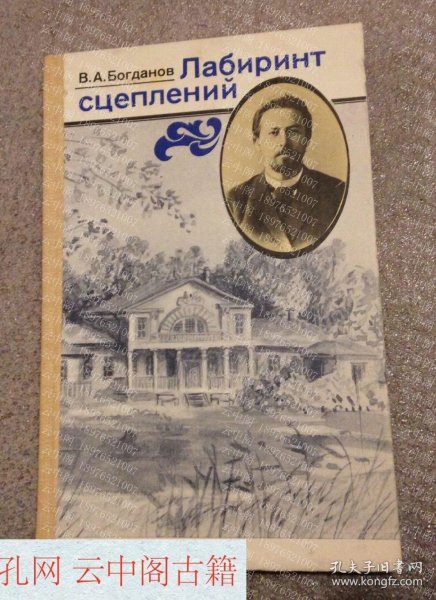 В. А. Богданов Лабиринт
сцеплений
孔网 云中阁古籍
孔夫子旧书网
www.kongfz.com